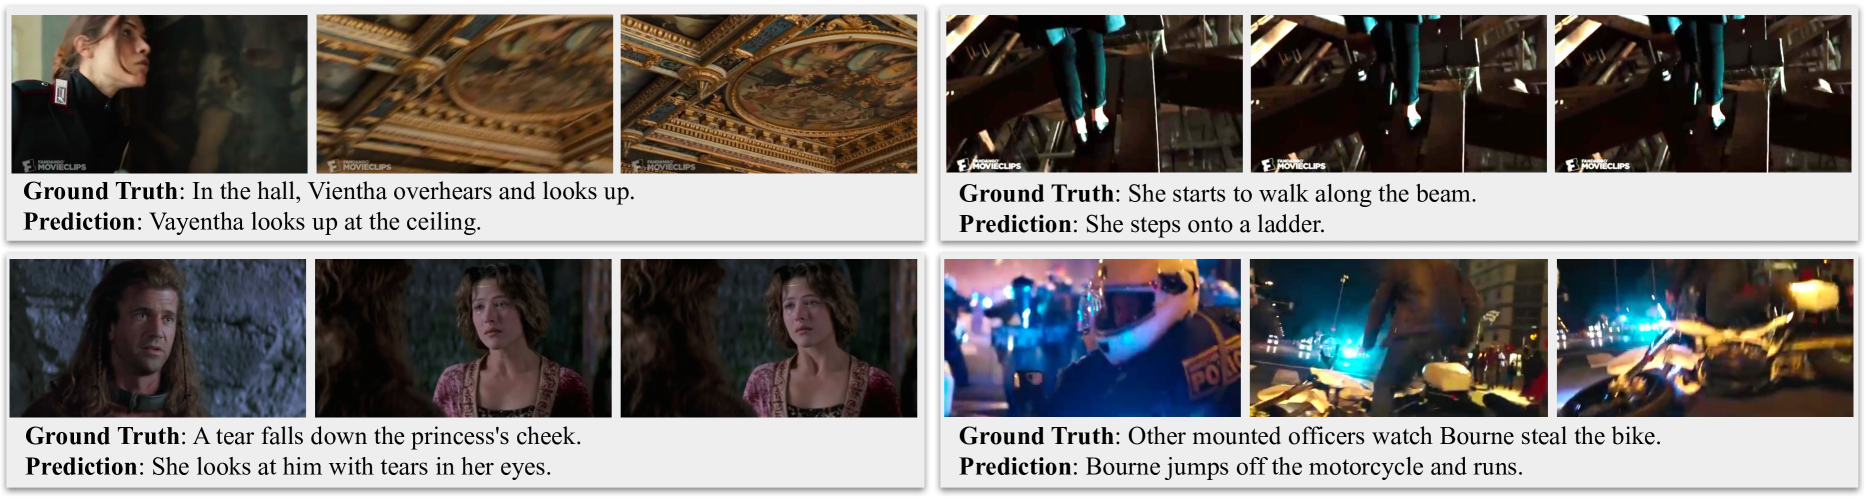 FANDANGO
MOVIECLIPS
FANDANGO
MOVIECLIPS
FANDANGO
MOVIECLIPS
Ground Truth: In the hall, Vientha overhears and looks up.
Prediction: Vayentha looks up at the ceiling.
FANDANGO
MOVIECLIPS
FANDANGO
MOVIECLIPS
FANDANGO
MOVIECLIPS
Ground Truth: She starts to walk along the beam.
Prediction: She steps onto a ladder.
Ground Truth: A tear falls down the princess's cheek.
Prediction: She looks at him with tears in her eyes.
Ground Truth: Other mounted officers watch Bourne steal the bike.
Prediction: Bourne jumps off the motorcycle and runs.